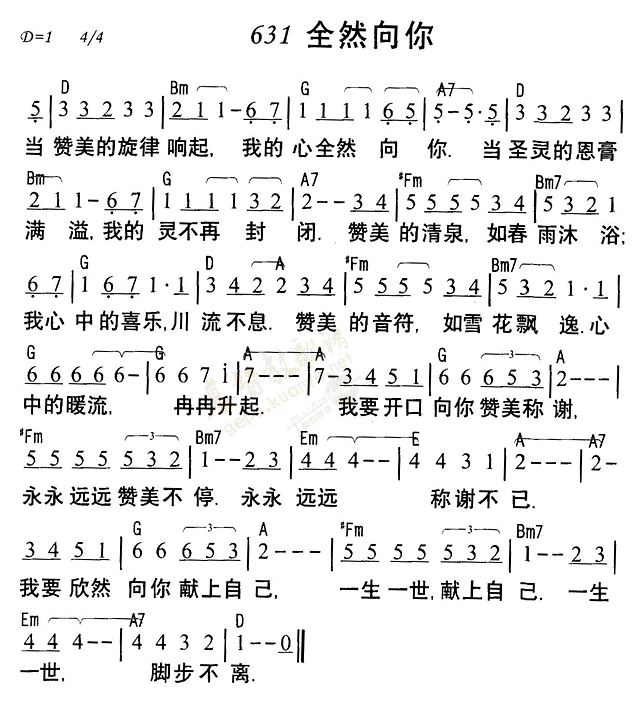 D=1 4/4 631 全然向你
D Bm G A7 D
5|3 3 2 3 3|2 1 1-6 7|1 1 1 1 6 5|5-5·5|3 3 2 3 3|
当 赞美的旋律 响起, 我的 心全然 向 你. 当 圣灵的恩膏
Bm G A7 #Fm Bm7
2 1 1-6 7|1 1 1 1 3 2|2--3 4|5 5 5 5 3 4|5 3 2 1|
满 溢, 我的 灵不再 封 闭. 赞美 的清泉, 如春 雨沐 浴;
G D A #Fm Bm7
6 7|1 6 7 1·1|3 4 2 2 3 4|5 5 5 5 3 4|5 3 2 1·1|
我心 中的喜乐, 川 流不息. 赞美 的音符, 如雪 花飘 逸. 心
G G A A7 G A
6 6 6 6 6-|6 6 7 i|7---|7-3 4 5 1|6 6 6 5 3|2---|
中的暖流, 冉冉升起. 我要开口 向你赞美称谢,
#Fm Bm7 Em E A A7
5 5 5 5 5 3 2|1--2 3|4 4--|4 4 3 1|2---|2-
永永远远赞美不 停. 永永 远远 称谢不 已.
G A #Fm Bm7
3 4 5 1|6 6 6 5 3|2---|5 5 5 5 5 3 2|1--2 3|
我要 欣然 向你献上自 己, 一生一世, 献上自 己. 一生
Em A7 D
4 4 4--|4 4 3 2|1--0‖
一世, 脚步不 离.